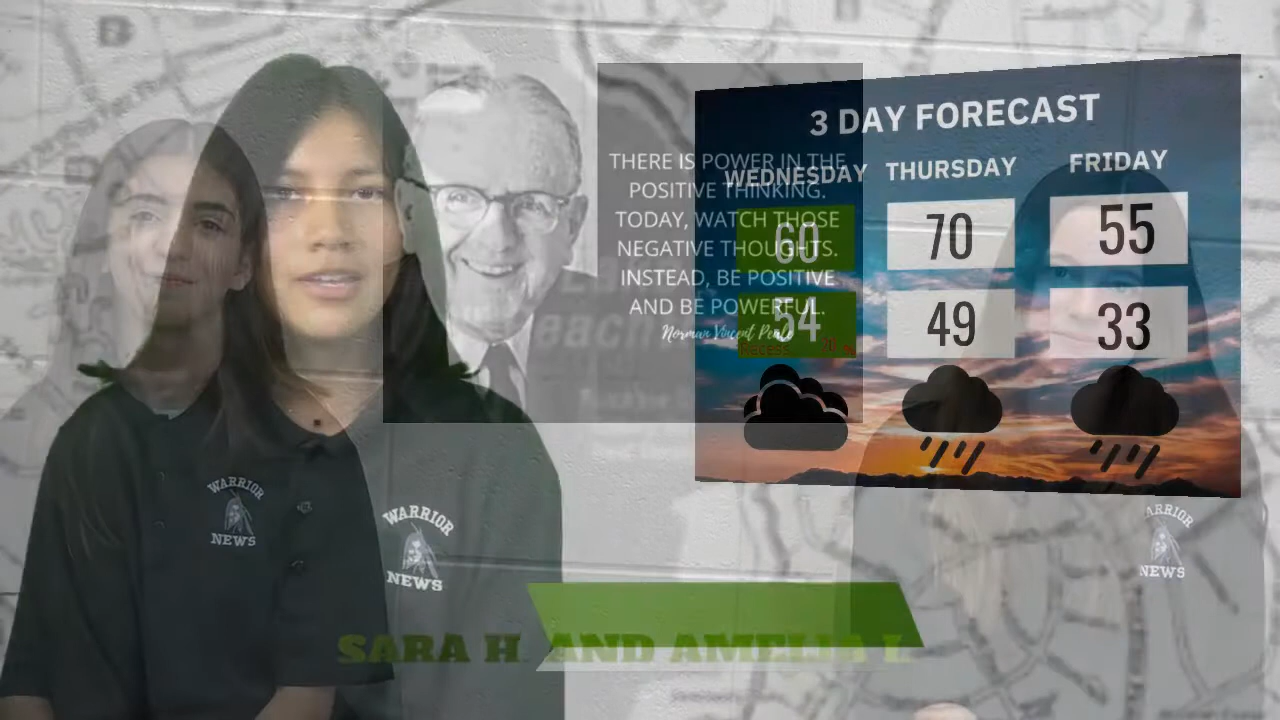 3 DAY FORECAST
WEDNESDAY THURSDAY FRIDAY
60 70 55
54 49 33
THERE IS POWER IN THE
POSITIVE THINKING.
TODAY, WATCH THOSE
NEGATIVE THOUGHTS.
INSTEAD, BE POSITIVE
AND BE POWERFUL.
Norman Vincent Peale
Recess
WARRIOR
NEWS
WARRIOR
NEWS
ARRIOR
NEWS
SARA H. AND AMELIA L.